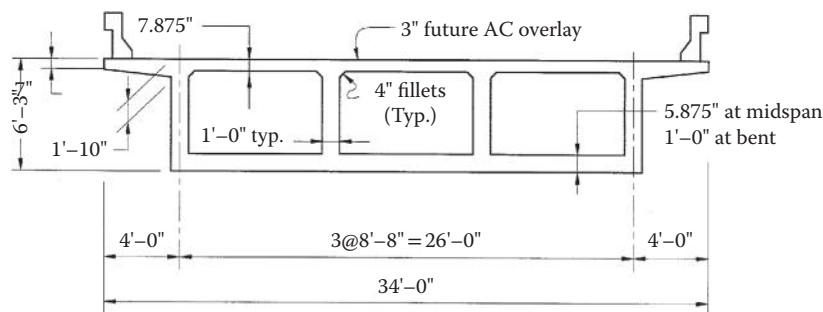 7.875"
3" future AC overlay
6'–3"
4" fillets
(Typ.)
1'–0" typ.
1'–10"
5.875" at midspan
1'–0" at bent
4'–0"
3@8'–8" = 26'–0"
4'–0"
34'–0"